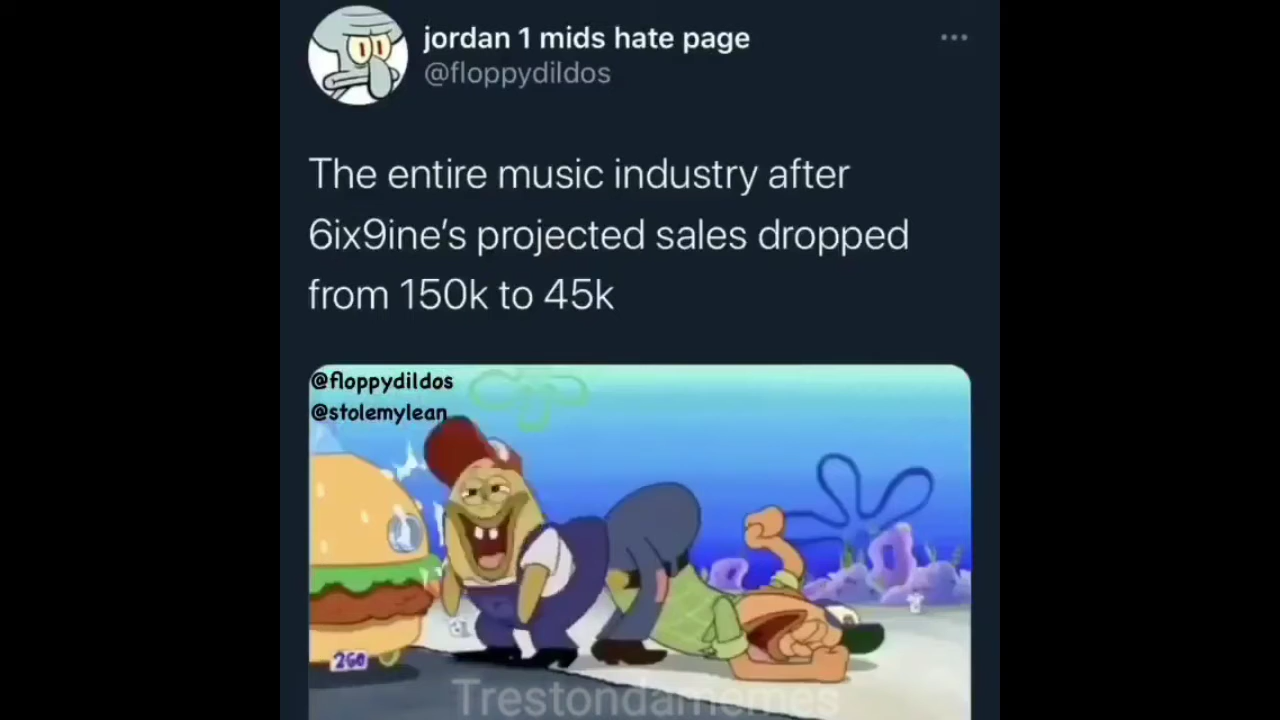 jordan 1 mids hate page
@floppydildos
The entire music industry after
6ix9ine's projected sales dropped
from 150k to 45k
@floppydildos
@stolemylean
260
Trestondamemes